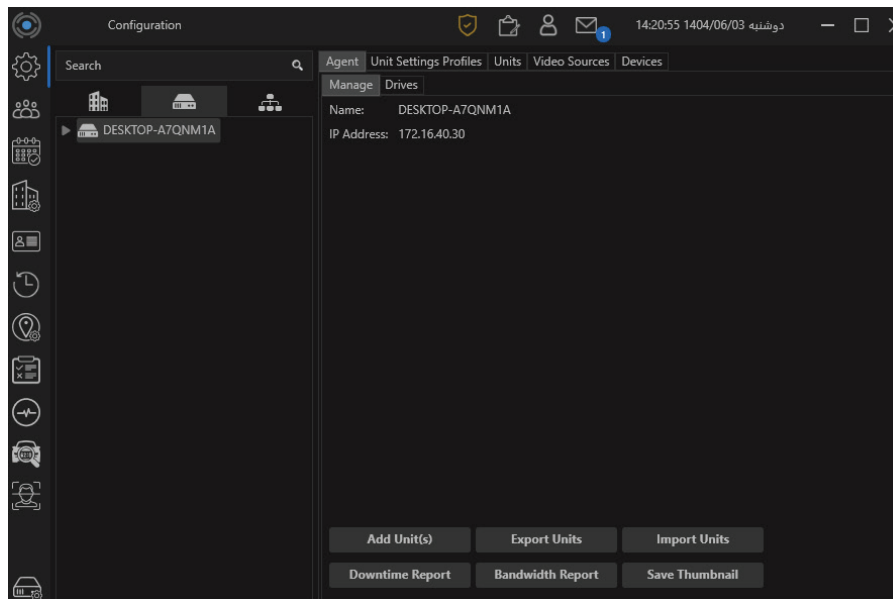 Configuration
1
14:20:55 1404/06/03 دوشنبه
Search
Agent Unit Settings Profiles Units Video Sources Devices
Manage Drives
Name: DESKTOP-A7QNM1A
IP Address: 172.16.40.30
DESKTOP-A7QNM1A
Add Unit(s) Export Units Import Units
Downtime Report Bandwidth Report Save Thumbnail